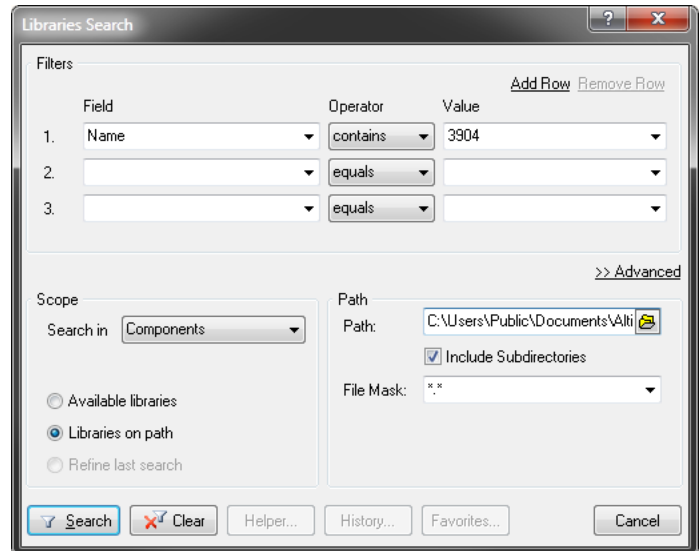 Libraries Search
Filters
Add Row Remove Row
Field Operator Value
1. Name contains 3904
2. equals
3. equals
>> Advanced
Scope
Search in Components
Available libraries
Libraries on path
Refine last search
Path
Path: C:\Users\Public\Documents\Alti
Include Subdirectories
File Mask: *.*
Search Clear Helper... History... Favorites... Cancel